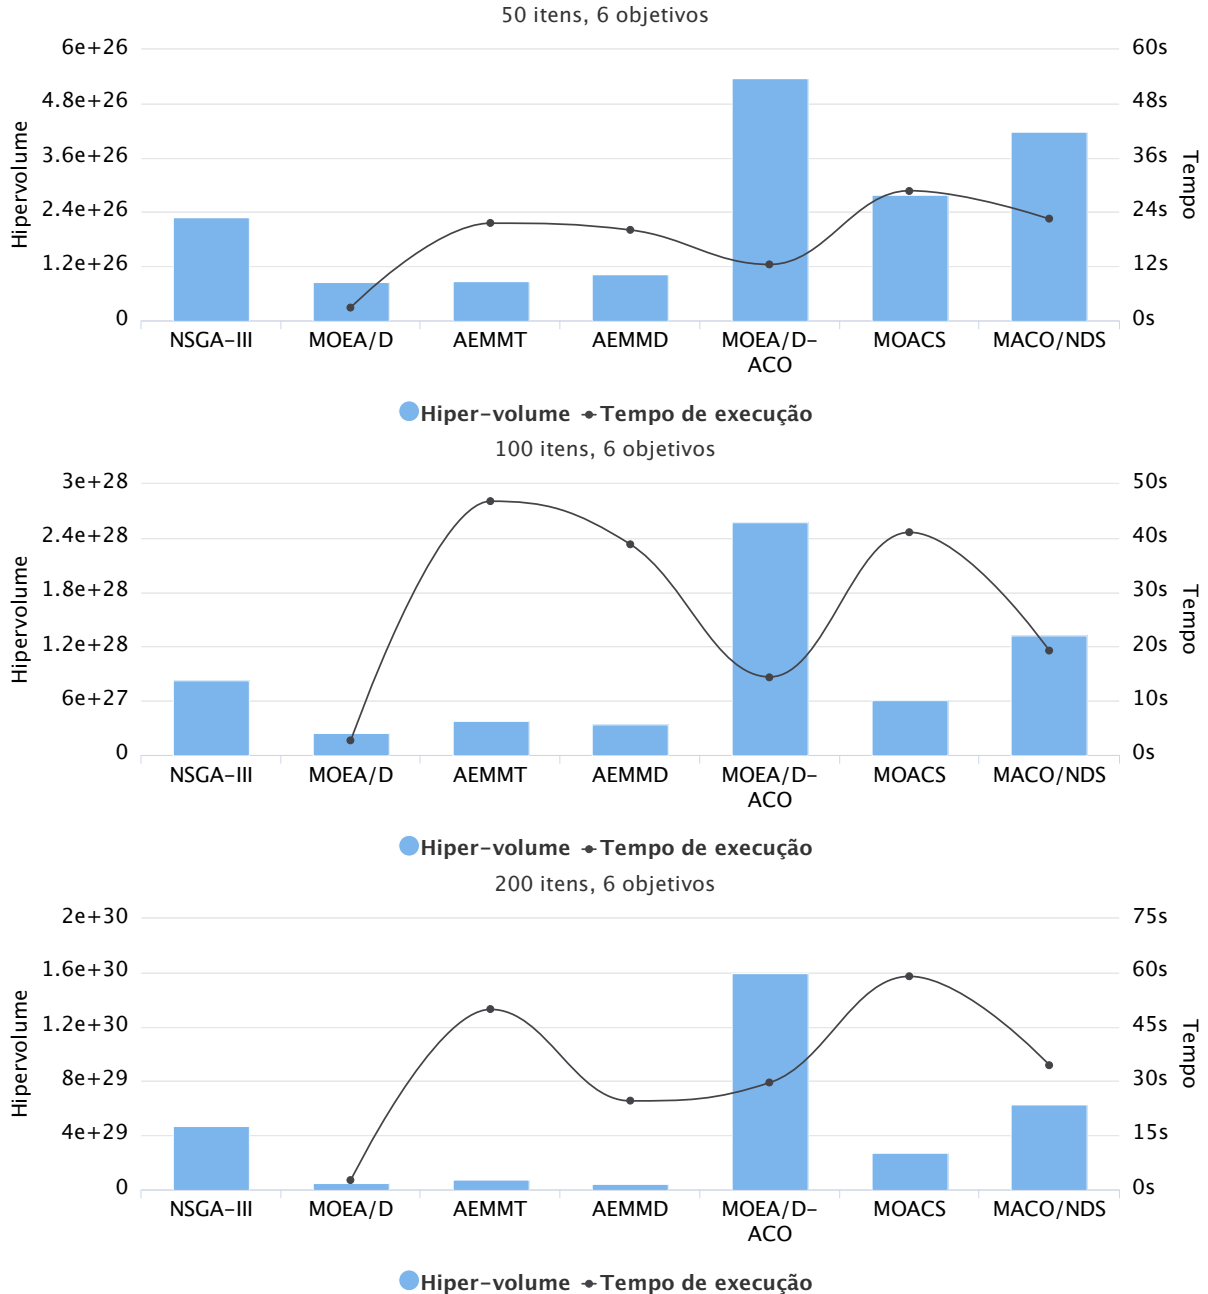 50 itens, 6 objetivos
6e+26 60s
4.8e+26 48s
3.6e+26 36s
2.4e+26 24s
1.2e+26 12s
0 0s
Hipervolume
Tempo
NSGA-III MOEA/D AEMMT AEMMD MOEA/D- MOACS MACO/NDS
ACO
Hiper-volume Tempo de execução
100 itens, 6 objetivos
3e+28 50s
2.4e+28 40s
1.8e+28 30s
1.2e+28 20s
6e+27 10s
0 0s
Hipervolume
Tempo
NSGA-III MOEA/D AEMMT AEMMD MOEA/D- MOACS MACO/NDS
ACO
Hiper-volume Tempo de execução
200 itens, 6 objetivos
2e+30 75s
1.6e+30 60s
1.2e+30 45s
8e+29 30s
4e+29 15s
0 0s
Hipervolume
Tempo
NSGA-III MOEA/D AEMMT AEMMD MOEA/D- MOACS MACO/NDS
ACO
Hiper-volume Tempo de execução